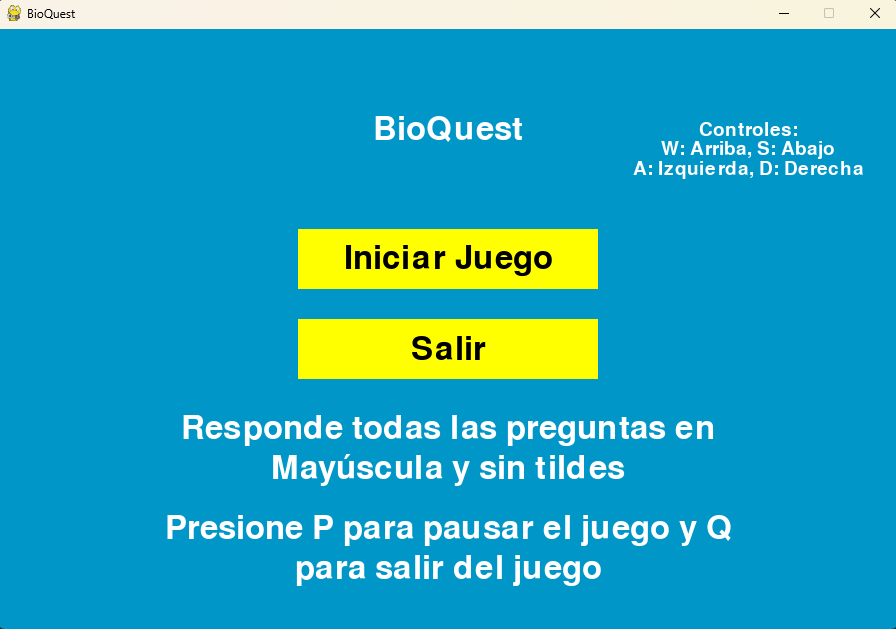 BioQuest
BioQuest
Controles:
W: Arriba, S: Abajo
A: Izquierda, D: Derecha
Iniciar Juego
Salir
Responde todas las preguntas en
Mayúscula y sin tildes
Presione P para pausar el juego y Q
para salir del juego